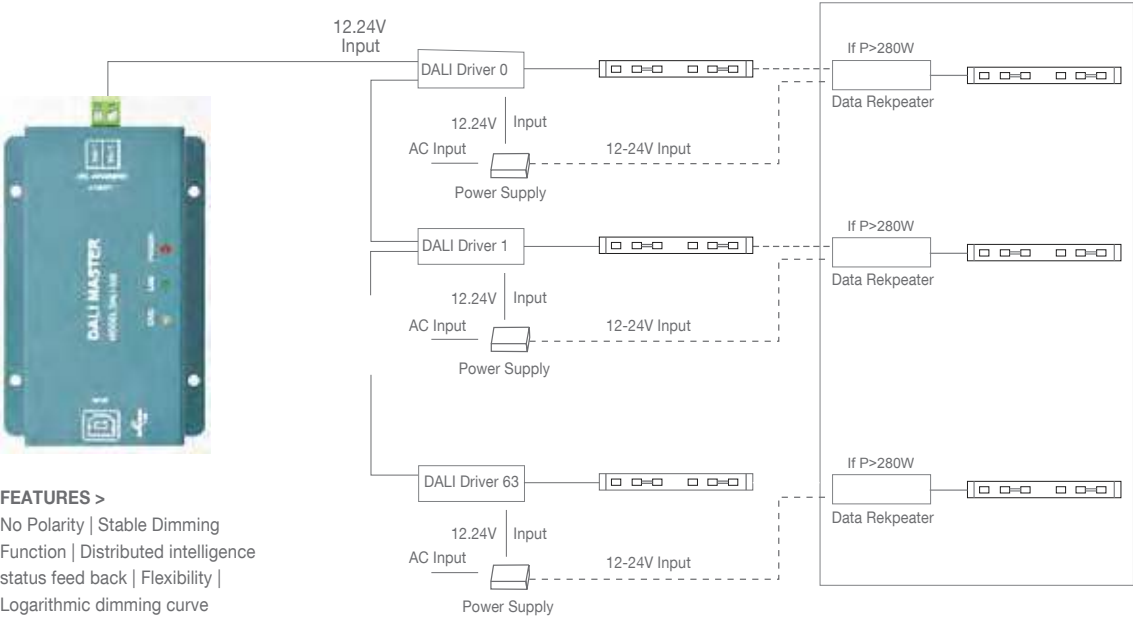 12.24V
Input
DALI Driver 0
If P>280W
Data Rekpeater
12.24V
Input
AC Input
12-24V Input
Power Supply
DALI MASTER
POWER
DALI Driver 1
If P>280W
Data Rekpeater
12.24V
Input
AC Input
12-24V Input
Power Supply
DALI Driver 63
If P>280W
Data Rekpeater
12.24V
Input
AC Input
12-24V Input
Power Supply
FEATURES >
No Polarity | Stable Dimming
Function | Distributed intelligence
status feed back | Flexibility |
Logarithmic dimming curve